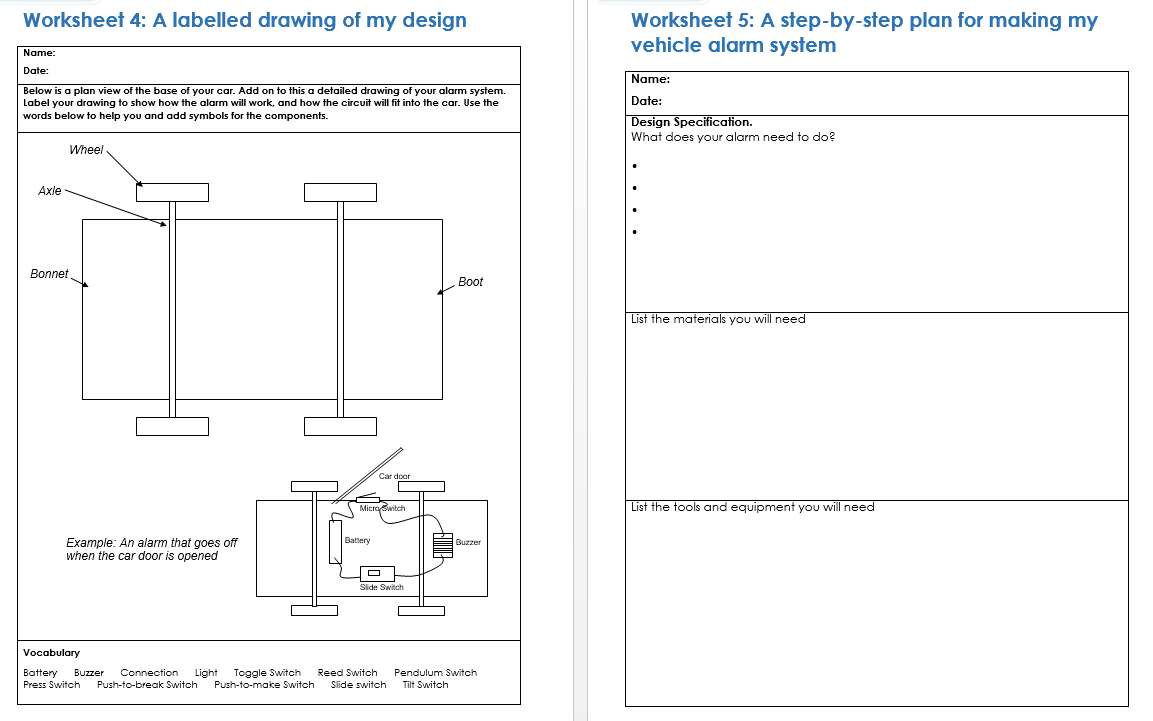 Worksheet 4: A labelled drawing of my design
Name:
Date:
Below is a plan view of the base of your car. Add on to this a detailed drawing of your alarm system.
Label your drawing to show how the alarm will work, and how the circuit will fit into the car. Use the
words below to help you and add symbols for the components.
Wheel
Axle
Bonnet
Boot
Car door
Micro Switch
Battery
Buzzer
Slide Switch
Example: An alarm that goes off
when the car door is opened
Vocabulary
Battery Buzzer Connection Light Toggle Switch Reed Switch Pendulum Switch
Press Switch Push-to-break Switch Push-to-make Switch Slide switch Tilt Switch
Worksheet 5: A step-by-step plan for making my
vehicle alarm system
Name:
Date:
Design Specification.
What does your alarm need to do?
•
•
•
•
List the materials you will need
List the tools and equipment you will need